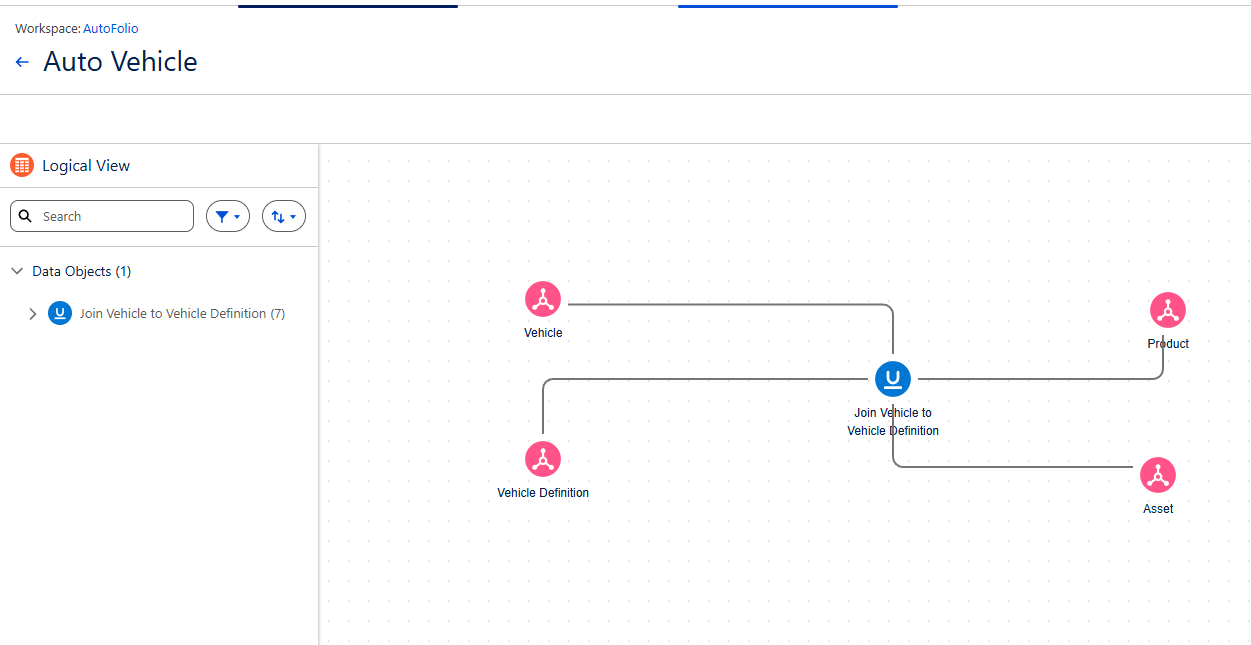 Workspace: AutoFolio
Auto Vehicle
Logical View
Search
Data Objects (1)
Join Vehicle to Vehicle Definition (7)
Vehicle
Product
Join Vehicle to
Vehicle Definition
Vehicle Definition
Asset